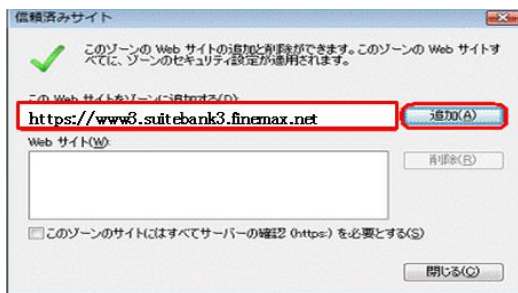 信頼済みサイト
このゾーンの Web サイトの追加と削除ができます。このゾーンの Web サイトす
べてに、ゾーンのセキュリティ設定が適用されます。
この Web サイトをゾーンに追加する(D):
https://www3.suitebank3.finemax.net
追加(A)
Web サイト(W):
削除(R)
このゾーンのサイトにはすべてサーバーの確認 (https:) を必要とする(S)
閉じる(C)